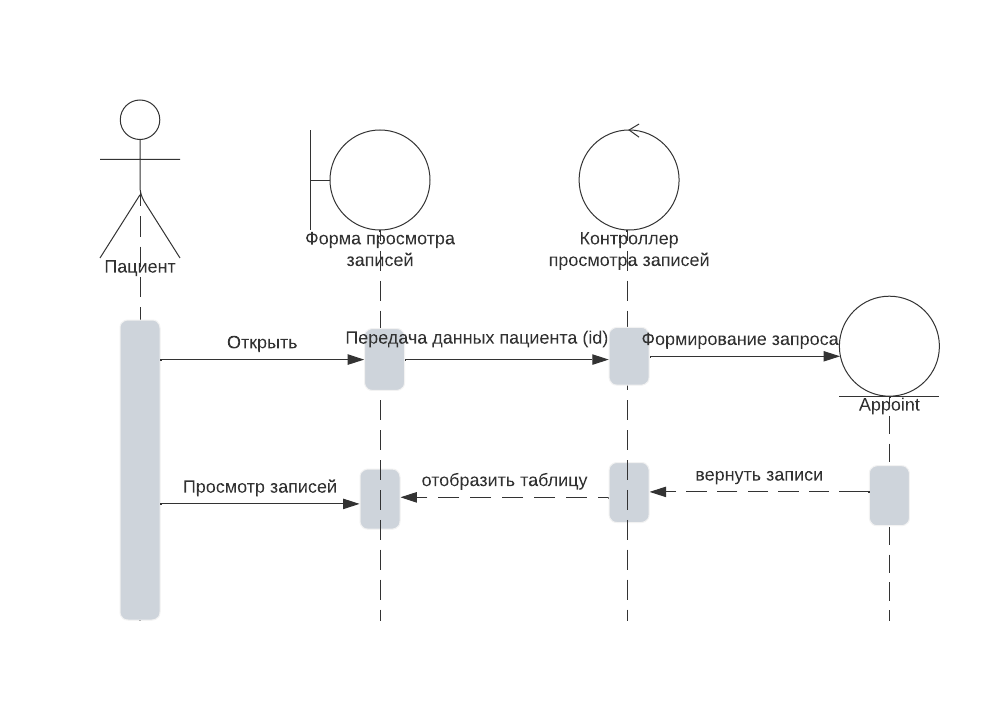 Пациент
Форма просмотра
записей
Контроллер
просмотра записей
Открыть
Передача данных пациента (id)
Формирование запроса
Appoint
Просмотр записей
отобразить таблицу
вернуть записи